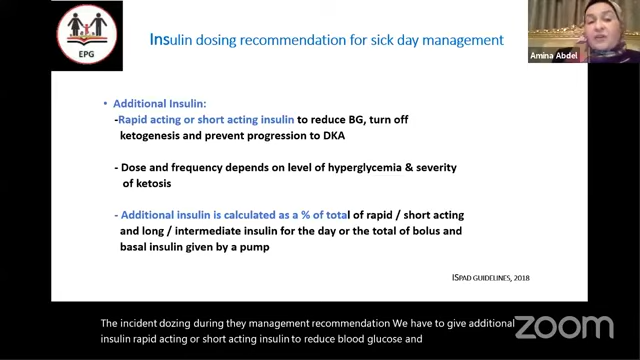 Insulin dosing recommendation for sick day management
EPG
Amina Abdel
• Additional Insulin:
-Rapid acting or short acting insulin to reduce BG, turn off
ketogenesis and prevent progression to DKA
- Dose and frequency depends on level of hyperglycemia & severity
of ketosis
- Additional insulin is calculated as a % of total of rapid / short acting
and long / intermediate insulin for the day or the total of bolus and
basal insulin given by a pump
ISPAD GUIDELINES, 2018
The incident dozing during they management recommendation We have to give additional
insulin rapid acting or short acting insulin to reduce blood glucose and
zoom